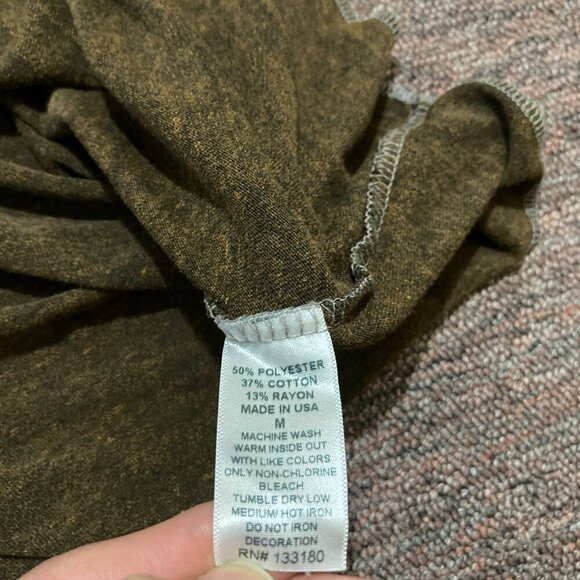 50% POLYESTER
37% COTTON
13% RAYON
MADE IN USA
M
MACHINE WASH
WARM INSIDE OUT
WITH LIKE COLORS
ONLY NON-CHLORINE
BLEACH
TUMBLE DRY LOW
MEDIUM/ HOT IRON
DO NOT IRON
DECORATION
RN# 133180